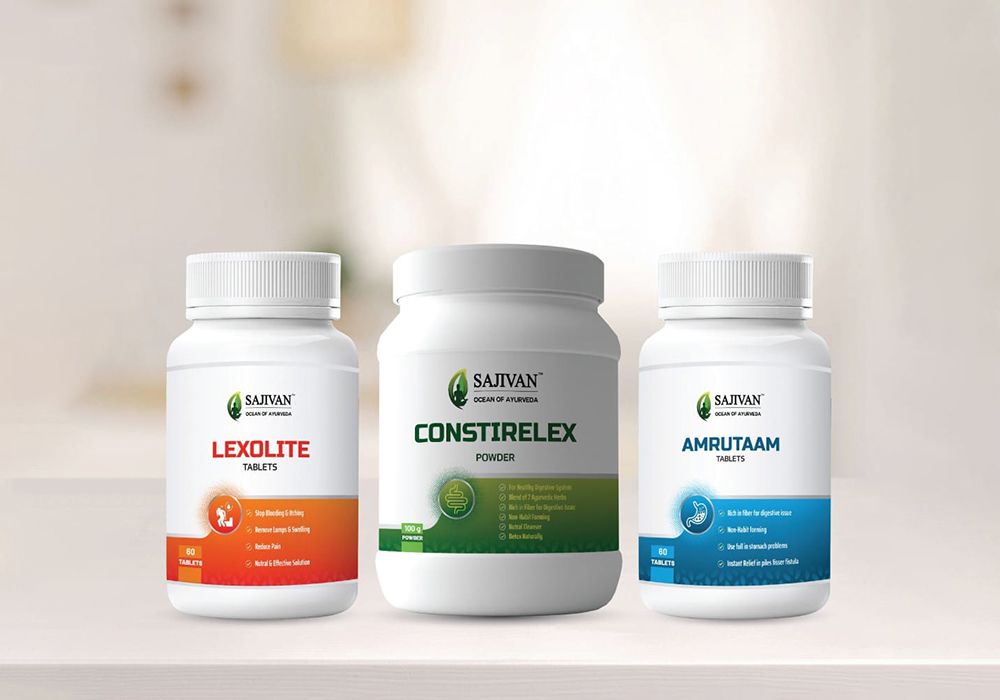 SAJIVAN™
OCEAN OF AYURVEDA
LEXOLITE
TABLETS
Stop Bleeding & Itching
Remove Lumps & Swelling
Reduce Pain
Nutral & Effective Solution
60
TABLETS
SAJIVAN™
OCEAN OF AYURVEDA
CONSTIRELEX
POWDER
For Healthy Digestive System
Blend of 7 Ayurvedic Herbs
Rich in Fiber for Digestive Issue
Non-Habit Forming
Nutral Cleanser
Detox Naturally
100 g
POWDER
SAJIVAN™
OCEAN OF AYURVEDA
AMRUTAAM
TABLETS
Rich in Fiber for digestive issue
Non-Habit forming
Use full in stomach problems
Instant Relief in piles fisser fistula
60
TABLETS